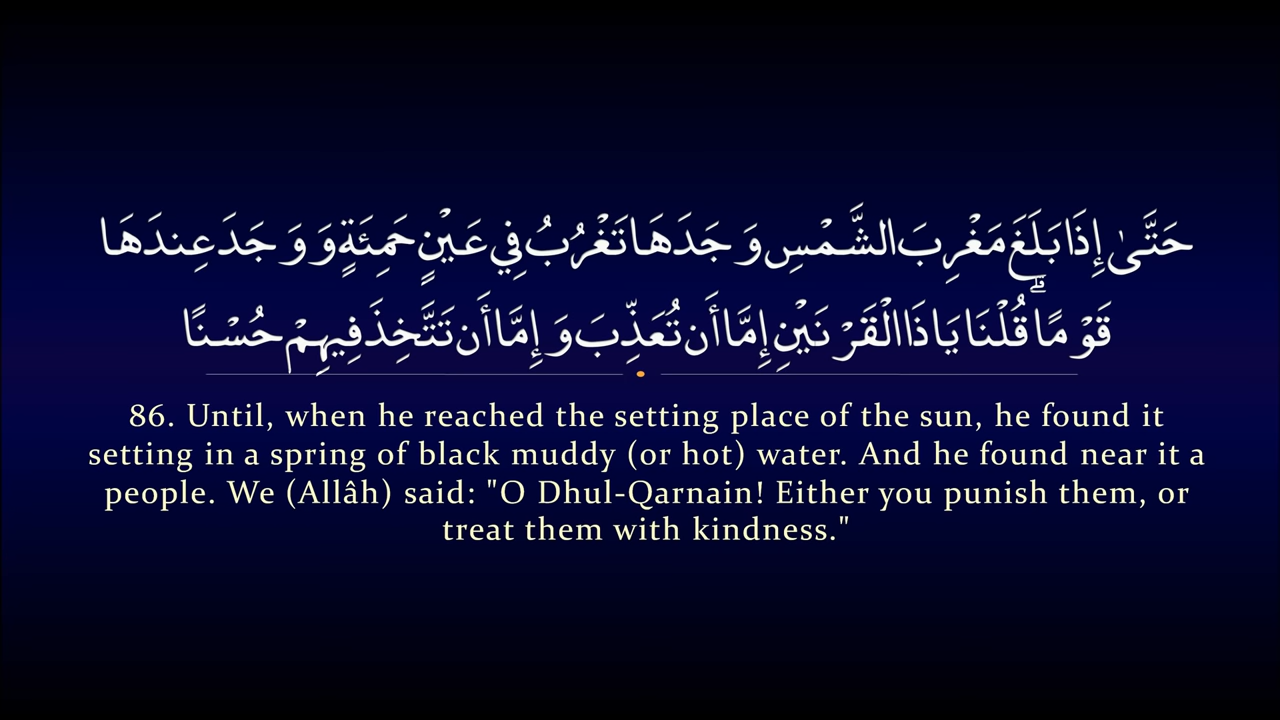 حَتَّىٰ إِذَا بَلَغَ مَغْرِبَ الشَّمْسِ وَجَدَهَا تَغْرُبُ فِي عَيْنٍ حَمِئَةٍ وَوَجَدَ عِندَهَا
قَوْمًا ۗ قُلْنَا يَا ذَا الْقَرْنَيْنِ إِمَّا أَن تُعَذِّبَ وَإِمَّا أَن تَتَّخِذَ فِيهِمْ حُسْنًا
86. Until, when he reached the setting place of the sun, he found it
setting in a spring of black muddy (or hot) water. And he found near it a
people. We (Allâh) said: "O Dhul-Qarnain! Either you punish them, or
treat them with kindness."